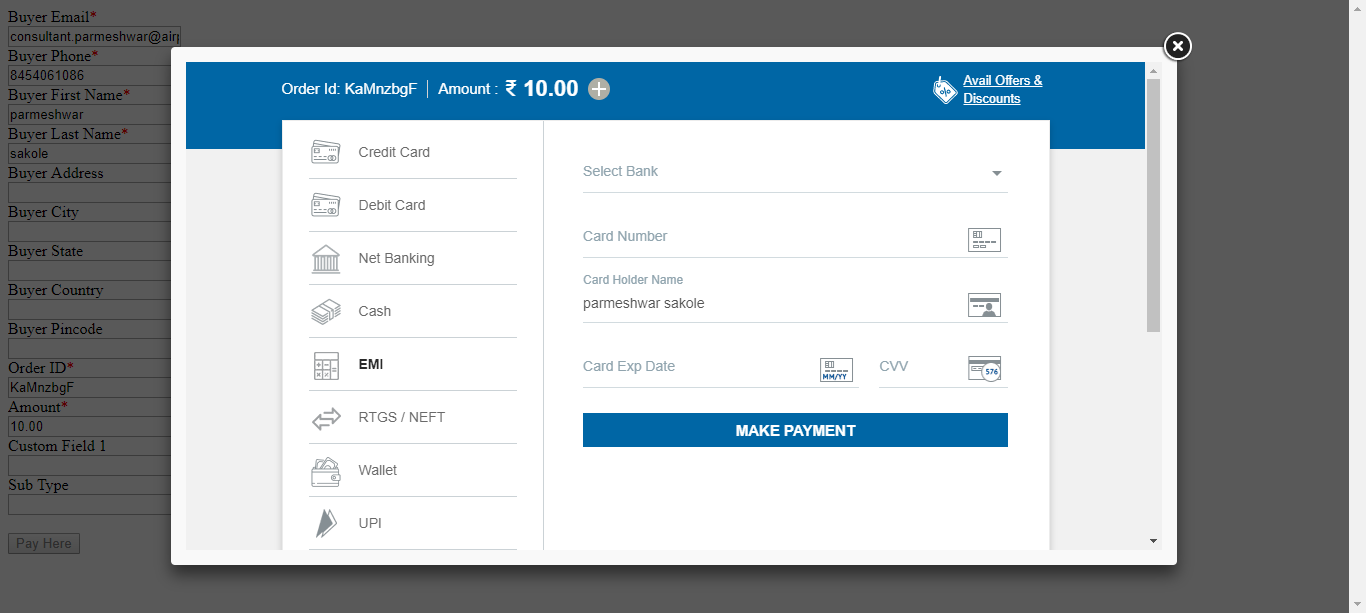 Buyer Email*
consultant.parmeshwar@air
Buyer Phone*
8454061086
Buyer First Name*
parmeshwar
Buyer Last Name*
sakole
Buyer Address
Buyer City
Buyer State
Buyer Country
Buyer Pincode
Order ID*
KaMnzbgF
Amount*
10.00
Custom Field 1
Sub Type
Pay Here
Order Id: KaMnzbgF
Amount : ₹ 10.00
%
Avail Offers &
Discounts
Credit Card
Debit Card
Net Banking
Cash
EMI
RTGS / NEFT
Wallet
UPI
Select Bank
Card Number
Card Holder Name
parmeshwar sakole
Card Exp Date
MM/YY
CVV
576
MAKE PAYMENT